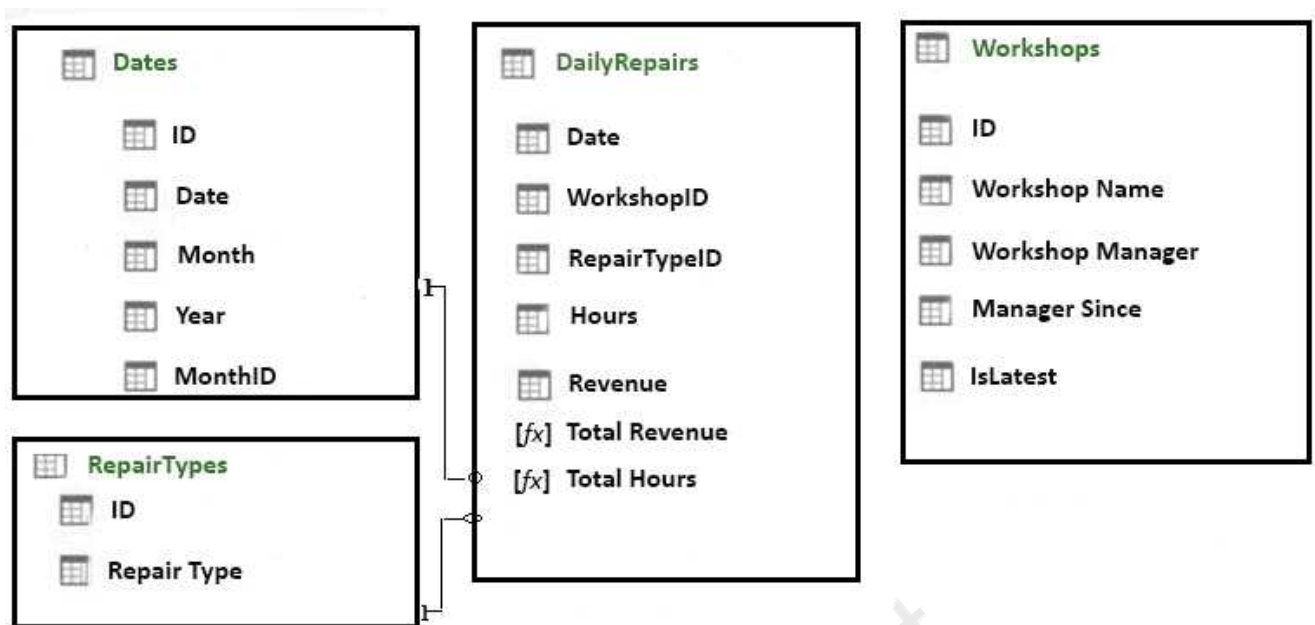 Dates
ID
Date
Month
Year
MonthID
RepairTypes
ID
Repair Type
DailyRepairs
Date
WorkshopID
RepairTypeID
Hours
Revenue
[fx] Total Revenue
[fx] Total Hours
1
1
Workshops
ID
Workshop Name
Workshop Manager
Manager Since
IsLatest